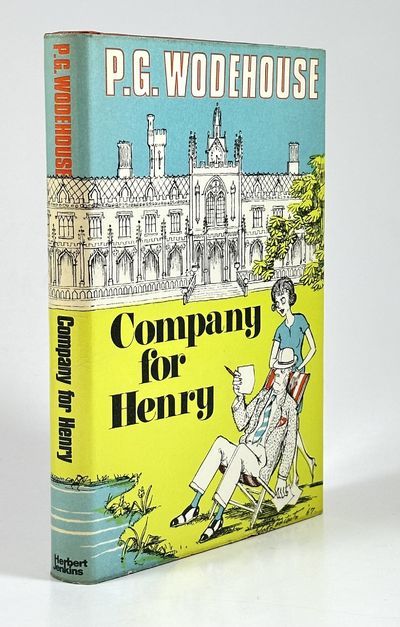 P.G. WODEHOUSE
Company
for
Henry
P.G. WODEHOUSE
Company for Henry
Herbert
Jenkins